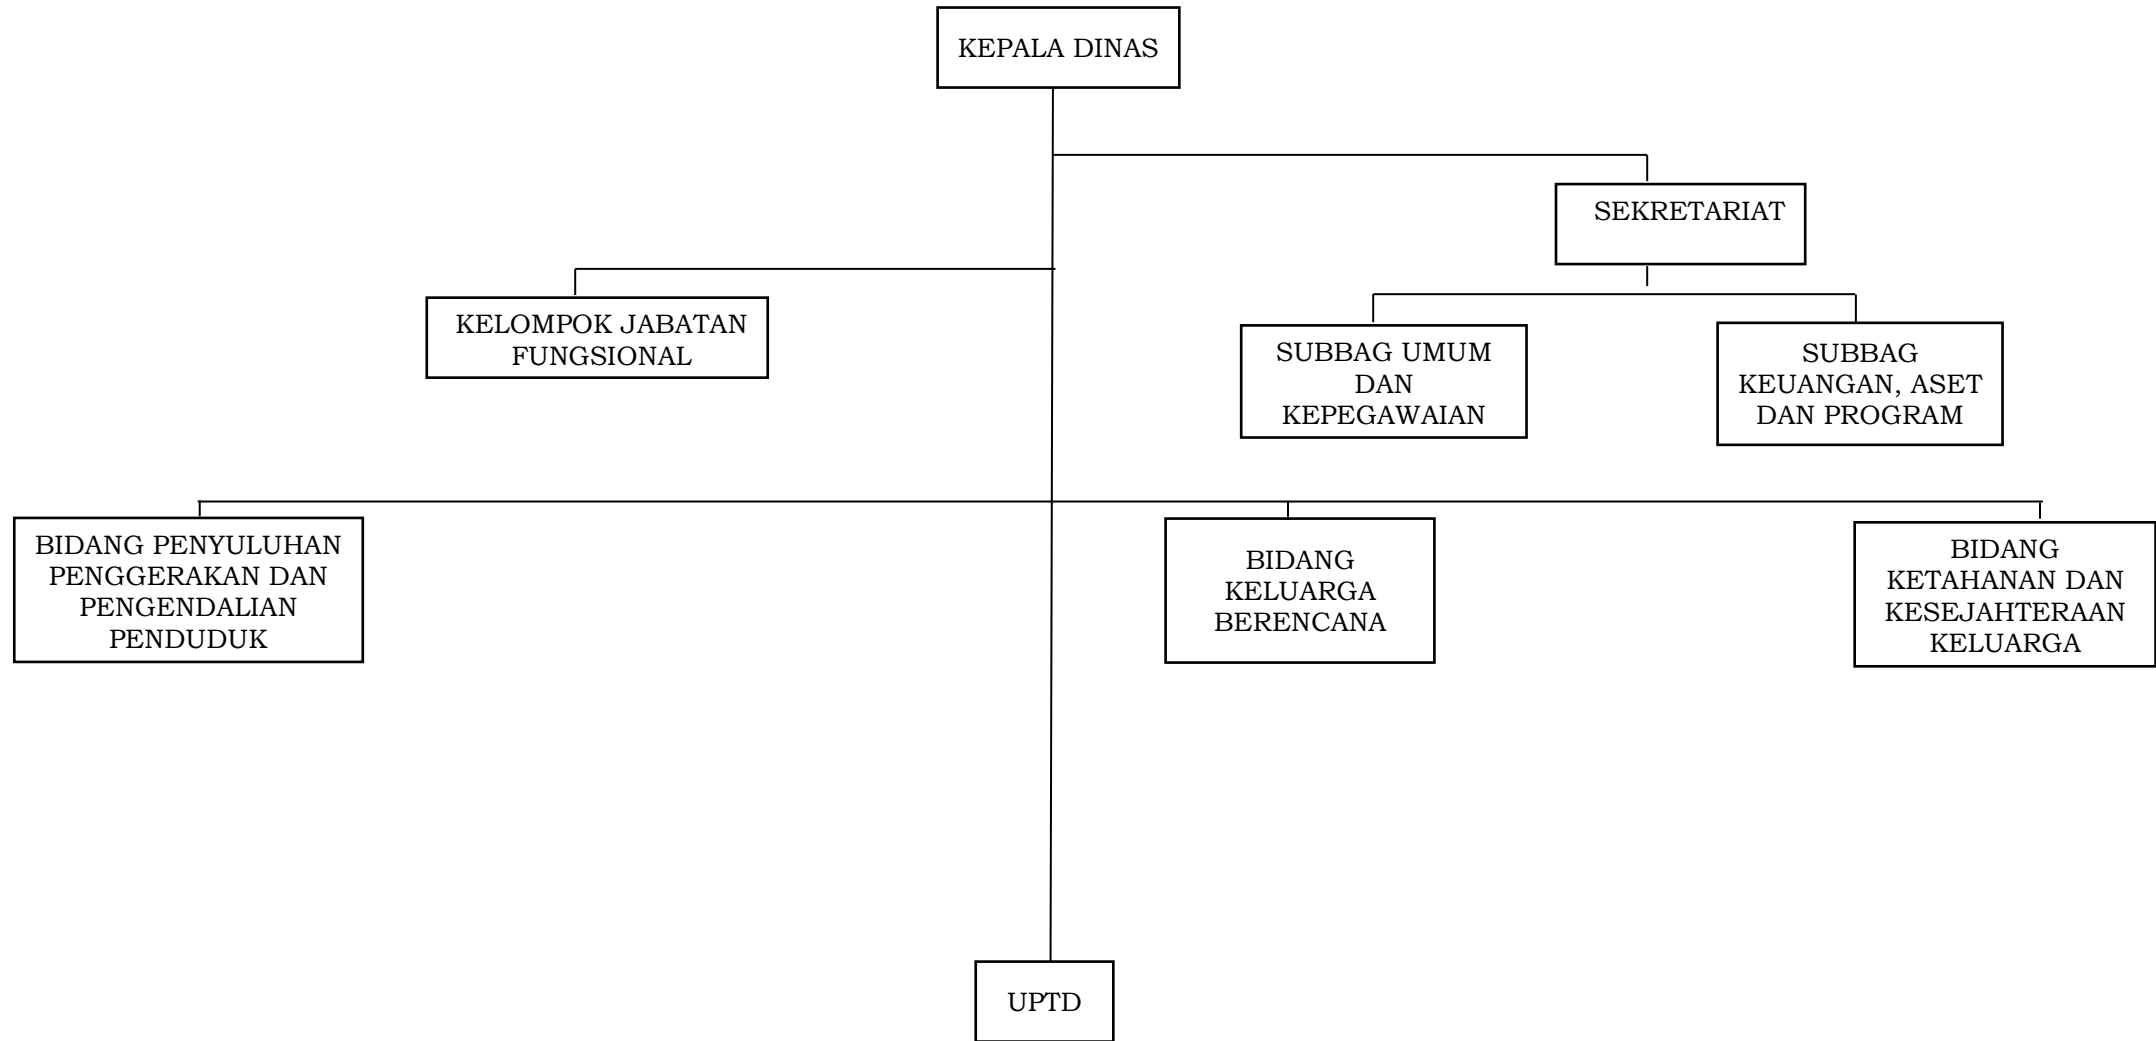 KEPALA DINAS
SEKRETARIAT
KELOMPOK JABATAN
FUNGSIONAL
SUBBAG UMUM
DAN
KEPEGAWAIAN
SUBBAG
KEUANGAN, ASET
DAN PROGRAM
BIDANG PENYULUHAN
PENGGERAKAN DAN
PENGENDALIAN
PENDUDUK
BIDANG
KELUARGA
BERENCANA
BIDANG
KETAHANAN DAN
KESEJAHTERAAN
KELUARGA
UPTD